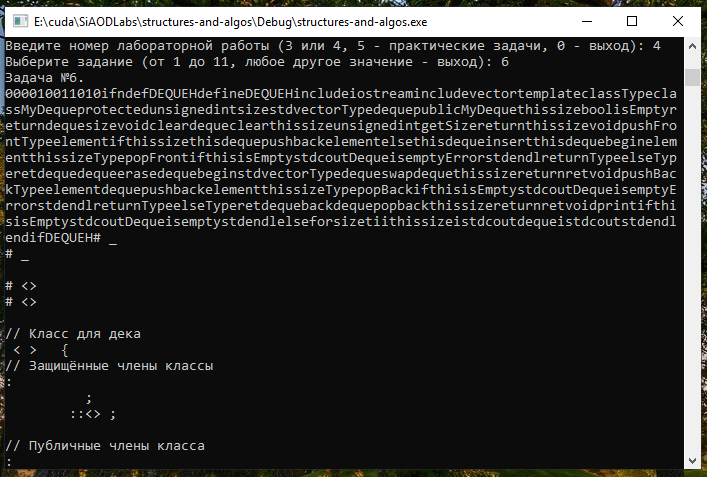 E:\cuda\SiAODLabs\structures-and-algos\Debug\structures-and-algos.exe
Введите номер лабораторной работы (3 или 4, 5 - практические задачи, 0 - выход): 4
Выберите задание (от 1 до 11, любое другое значение - выход): 6
Задача №6.
000010011010ifndefDEQUEHdefineDEQUEHincludeiostreamincludevectortemplateclassTypecla
ssMyDequeprotectedunsignedintsizestdvectorTypedequepublicMyDequethissizeboolisEmptyr
eturndequesizevoidcleardequeclearthissizeunsignedintgetSizereturnthissizevoidpushFro
ntTypeelementifthissizethisdequepushbackelementelsethisdequeinsertthisdequebeginelem
entthissizeTypepopFrontifthisisEmptystdcoutDequeisemptyErrorstdendlreturnTypeelseTyp
eretdequedequeerasedequebeginstdvectorTypedequeswapdequethissizereturnretvoidpushBac
kTypeelementdequepushbackelementthissizeTypepopBackifthisisEmptystdcoutDequeisemptyE
rrorstdendlreturnTypeelseTyperetdequebackdequepopbackthissizereturnretvoidprintifthi
sisEmptystdcoutDequeisemptystdendlelseforsizetiithissizeistdcoutdequeistdcoutstdendl
endifDEQUEH# _
# _
# <>
# <>
// Класс для дека
< >   {
// Защищённые члены классы
:
;
::<> ;
// Публичные члены класса
: